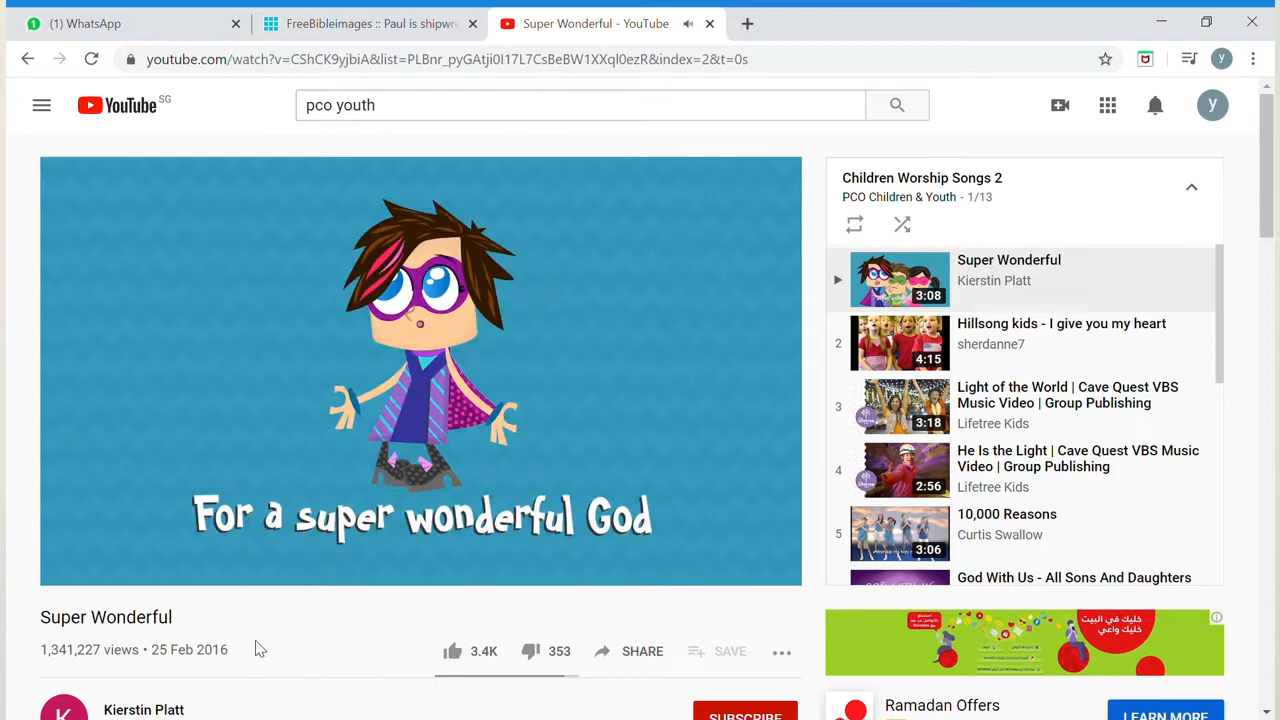 (1) WhatsApp
FreeBibleimages :: Paul is shipwre
Super Wonderful - YouTube
youtube.com/watch?v=CShCK9yjbiA&list=PLBnr_pyGAtji0I17L7CsBeBW1XXql0ezR&index=2&t=0s
y
YouTube SG
pco youth
y
For a super wonderful God
Children Worship Songs 2
PCO Children & Youth - 1/13
Super Wonderful
Kierstin Platt
3:08
2
Hillsong kids - I give you my heart
sherdanne7
4:15
3
Light of the World | Cave Quest VBS
Music Video | Group Publishing
Lifetree Kids
3:18
4
He Is the Light | Cave Quest VBS Music
Video | Group Publishing
Lifetree Kids
2:56
5
10,000 Reasons
Curtis Swallow
3:06
God With Us - All Sons And Daughters
Super Wonderful
1,341,227 views • 25 Feb 2016
3.4K
353
SHARE
SAVE
خليك في البيت
خليك واعي
K
Kierstin Platt
SUBSCRIBE
Ramadan Offers
LEARN MORE